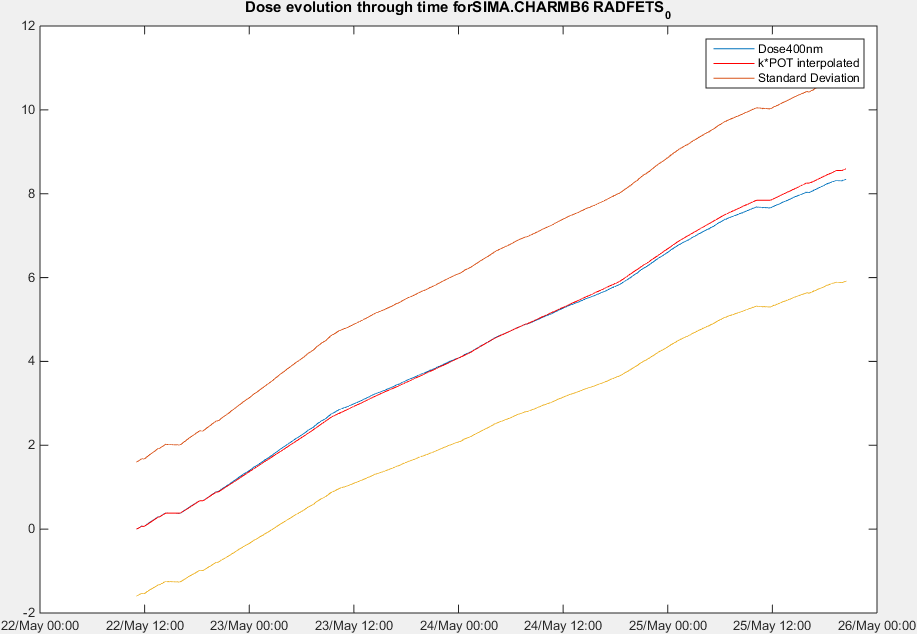 Dose evolution through time forSIMA.CHARMB6 RADFETS0
12
10
8
6
4
2
0
-2
Dose400nm
k*POT interpolated
Standard Deviation
22/May 00:00 22/May 12:00 23/May 00:00 23/May 12:00 24/May 00:00 24/May 12:00 25/May 00:00 25/May 12:00 26/May 00:00